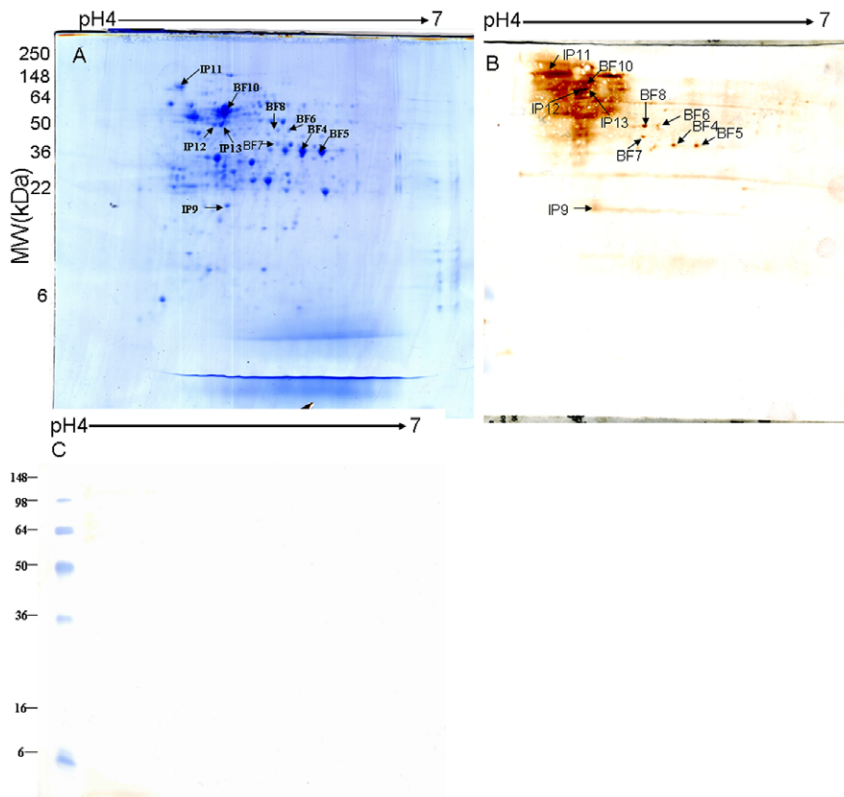 pH4 7
A
250
148
64
50
36
22
6
MW(kDa)
IP11
BF10
BF8
BF6
BF4
BF5
IP12
IP13
BF7
IP9
pH4 7
B
IP11
BF10
BF8
IP12
IP13
BF6
BF4
BF5
BF7
IP9
pH4 7
C
148
98
64
50
36
16
6